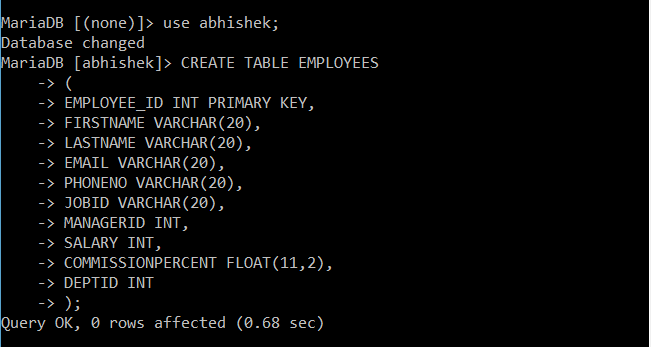 MariaDB [(none)]> use abhishek;
Database changed
MariaDB [abhishek]> CREATE TABLE EMPLOYEES
    -> (
    -> EMPLOYEE_ID INT PRIMARY KEY,
    -> FIRSTNAME VARCHAR(20),
    -> LASTNAME VARCHAR(20),
    -> EMAIL VARCHAR(20),
    -> PHONENO VARCHAR(20),
    -> JOBID VARCHAR(20),
    -> MANAGERID INT,
    -> SALARY INT,
    -> COMMISSIONPERCENT FLOAT(11,2),
    -> DEPTID INT
    -> );
Query OK, 0 rows affected (0.68 sec)